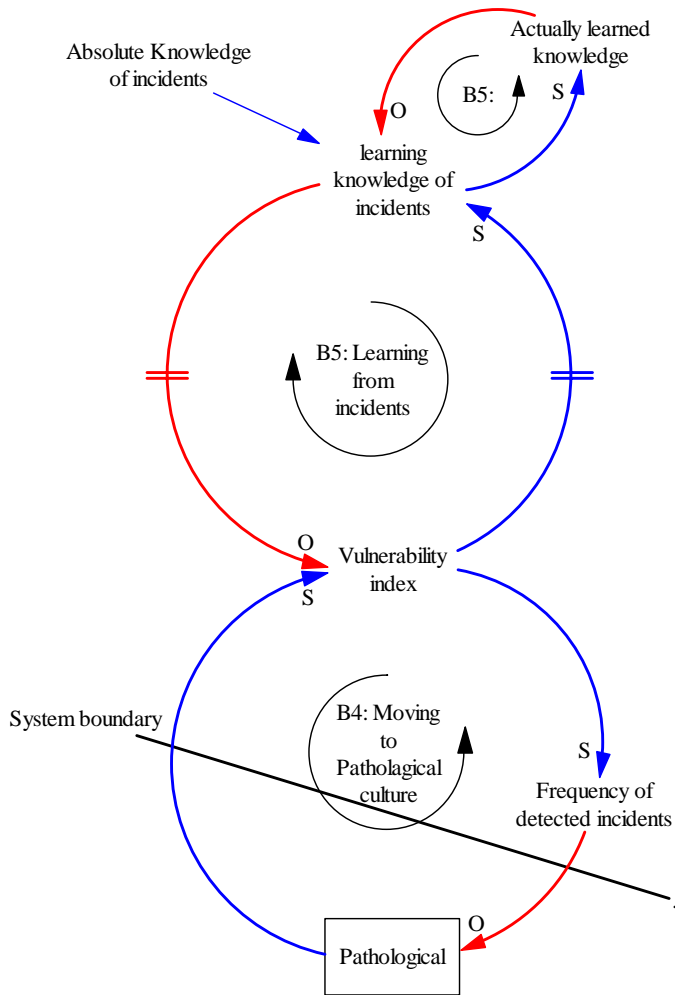 Actually learned
knowledge
Absolute Knowledge
of incidents
B5:
S
O
learning
knowledge of
incidents
S
B5: Learning
from
incidents
O
Vulnerability
index
S
B4: Moving
to
Pathalagical
culture
System boundary
S
Frequency of
detected incidents
O
Pathological